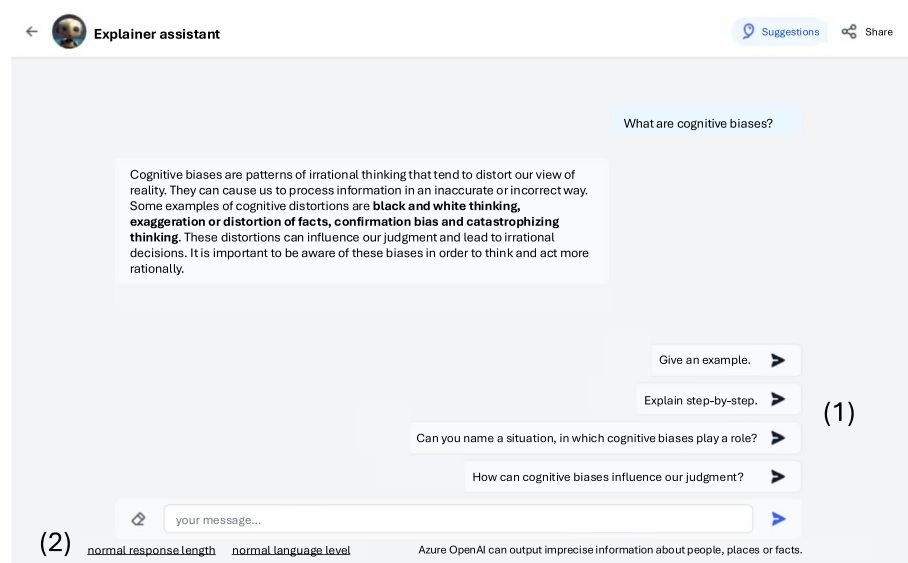 Explainer assistant
Suggestions
Share
What are cognitive biases?
Cognitive biases are patterns of irrational thinking that tend to distort our view of
reality. They can cause us to process information in an inaccurate or incorrect way.
Some examples of cognitive distortions are black and white thinking,
exaggeration or distortion of facts, confirmation bias and catastrophizing
thinking. These distortions can influence our judgment and lead to irrational
decisions. It is important to be aware of these biases in order to think and act more
rationally.
Give an example.
Explain step-by-step.
(1)
Can you name a situation, in which cognitive biases play a role?
How can cognitive biases influence our judgment?
your message...
(2)
normal response length
normal language level
Azure OpenAI can output imprecise information about people, places or facts.